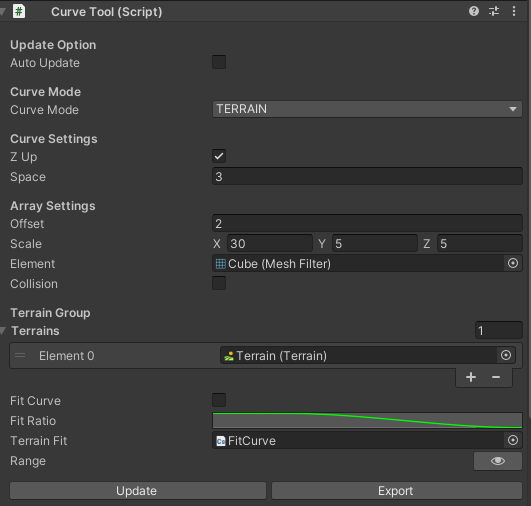 Curve Tool (Script)
Update Option
Auto Update
Curve Mode
Curve Mode TERRAIN
Curve Settings
Z Up
Space 3
Array Settings
Offset 2
Scale X 30 Y 5 Z 5
Element Cube (Mesh Filter)
Collision
Terrain Group
Terrains 1
Element 0 Terrain (Terrain)
Fit Curve
Fit Ratio
Terrain Fit FitCurve
Range
Update Export